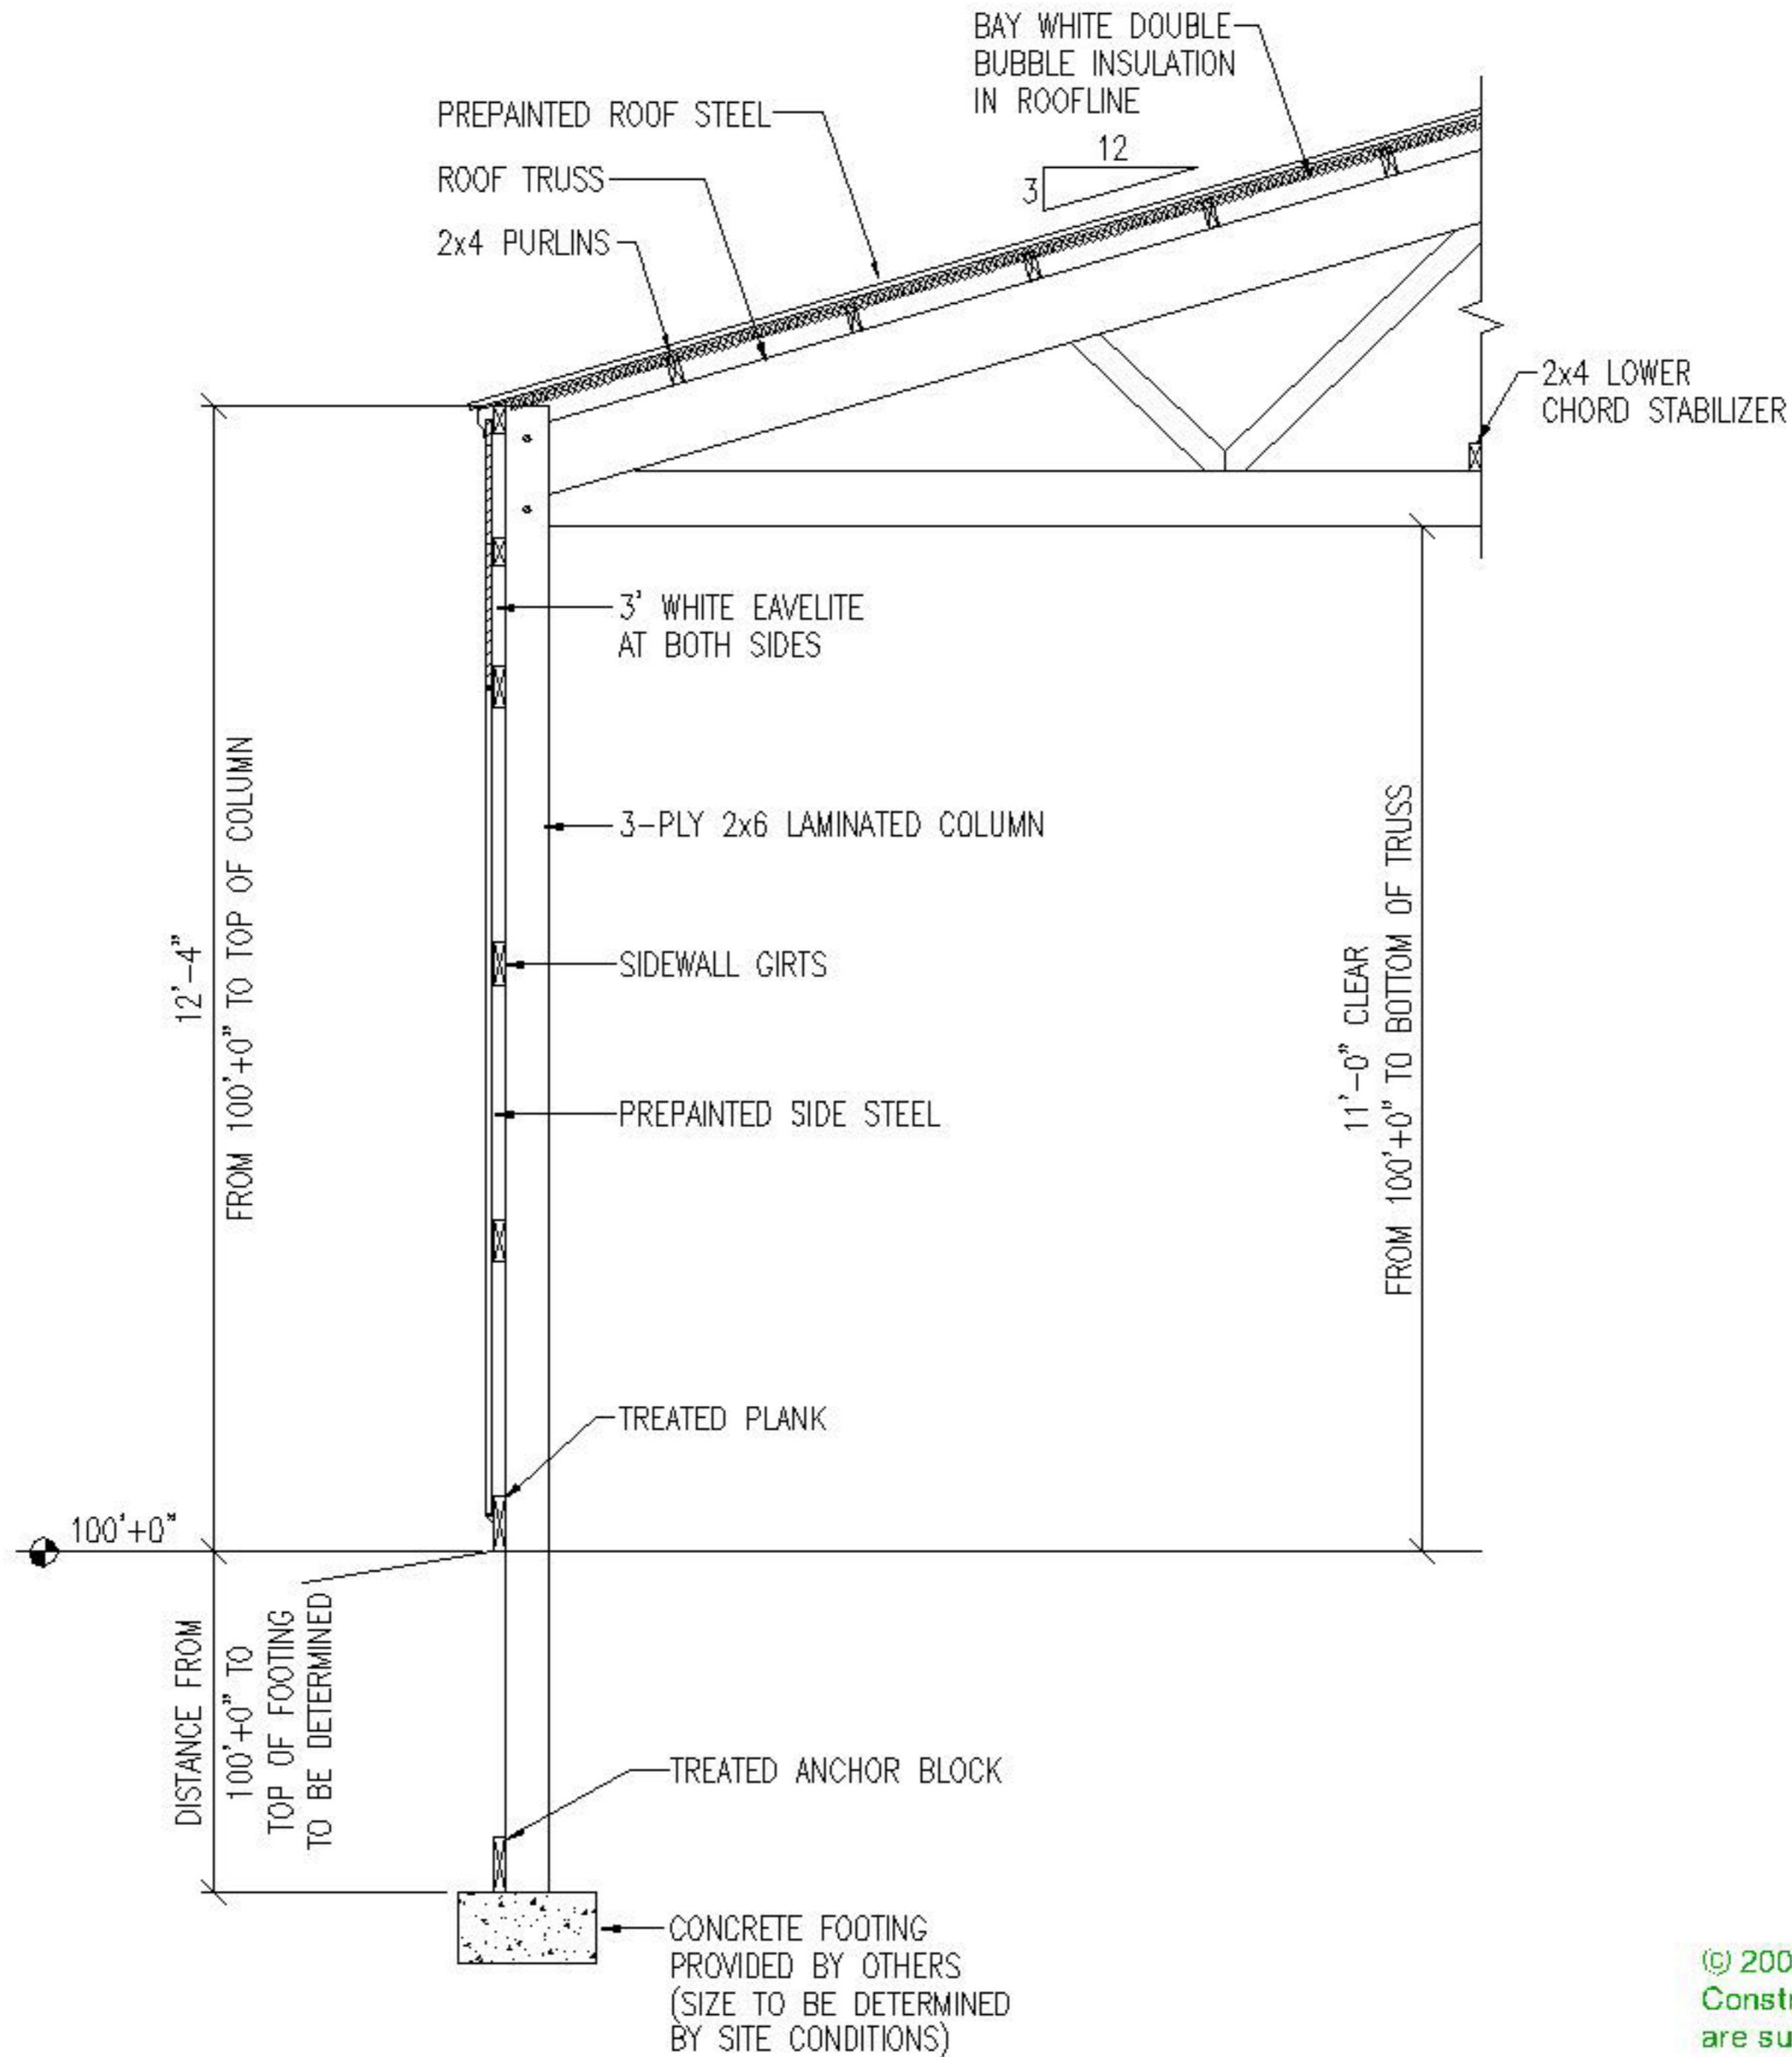 BAY WHITE DOUBLE
BUBBLE INSULATION
IN ROOFLINE
PREPAINTED ROOF STEEL
12
3
ROOF TRUSS
2x4 PURLINS
2x4 LOWER
CHORD STABILIZER
3' WHITE EAVELITE
AT BOTH SIDES
3-PLY 2x6 LAMINATED COLUMN
12'-4"
FROM 100'+0" TO TOP OF COLUMN
SIDEWALL GIRTS
11'-0" CLEAR
FROM 100'+0" TO BOTTOM OF TRUSS
PREPAINTED SIDE STEEL
TREATED PLANK
100'+0"
DISTANCE FROM
100'+0" TO
TOP OF FOOTING
TO BE DETERMINED
TREATED ANCHOR BLOCK
CONCRETE FOOTING
PROVIDED BY OTHERS
(SIZE TO BE DETERMINED
BY SITE CONDITIONS)
© 200
Constr
are su